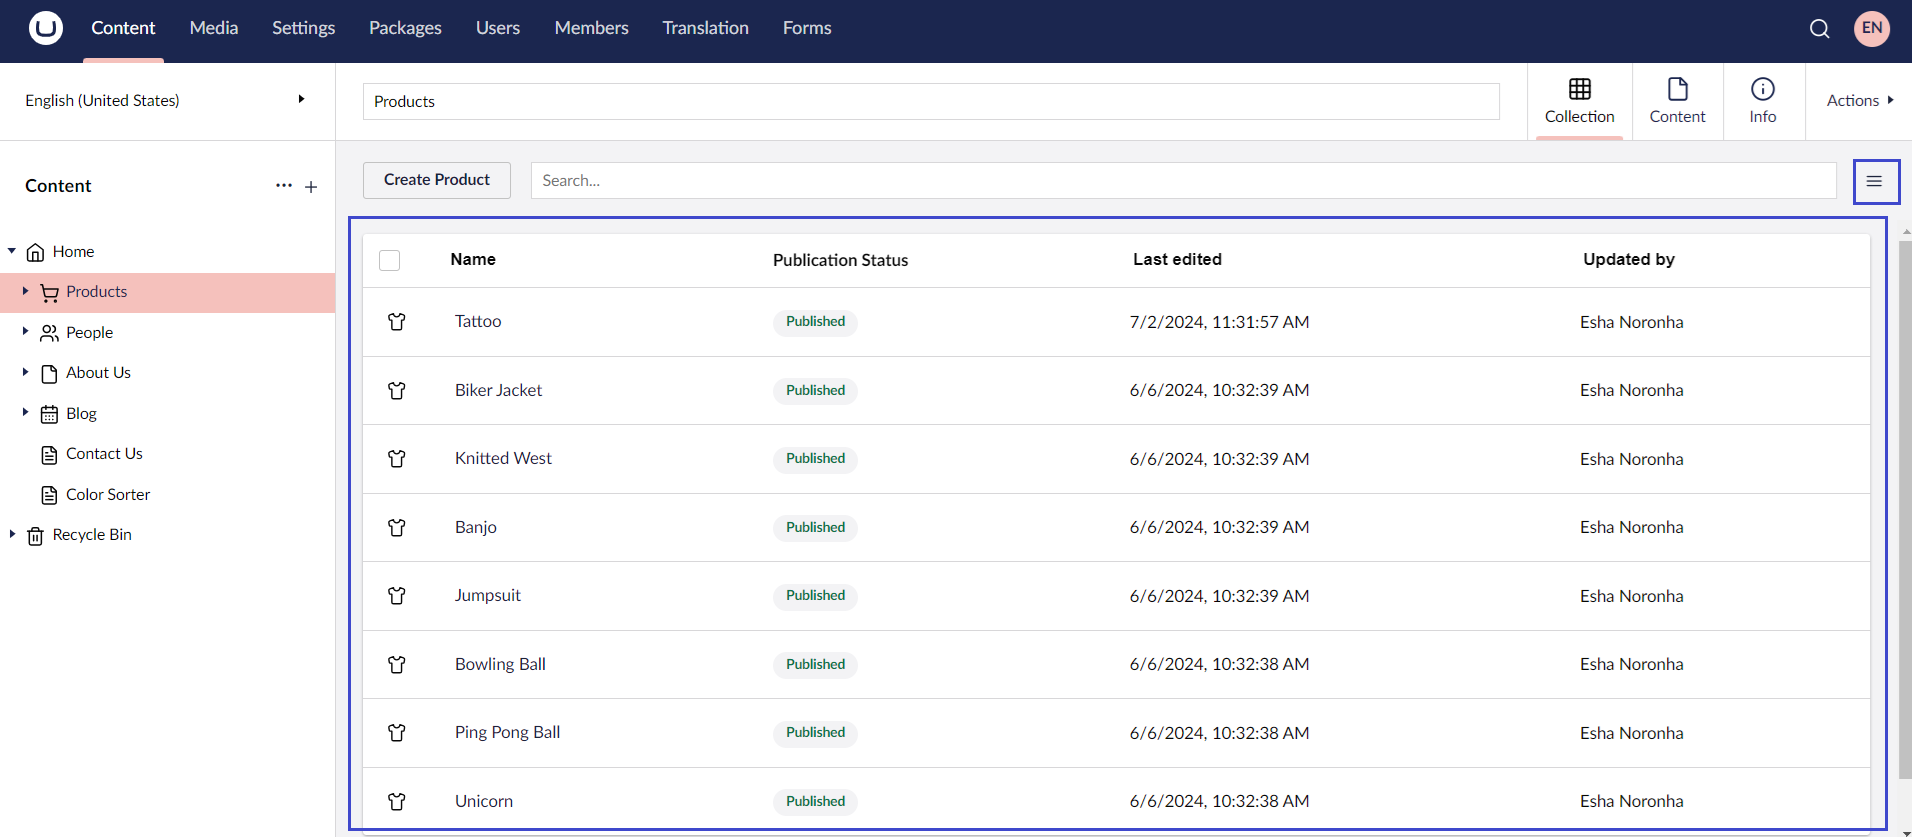 Content Media Settings Packages Users Members Translation Forms EN
English (United States)
Products
Collection Content Info Actions
Content
Create Product Search...
Home
Products
People
About Us
Blog
Contact Us
Color Sorter
Recycle Bin
Name Publication Status Last edited Updated by
Tattoo Published 7/2/2024, 11:31:57 AM Esha Noronha
Biker Jacket Published 6/6/2024, 10:32:39 AM Esha Noronha
Knitted West Published 6/6/2024, 10:32:39 AM Esha Noronha
Banjo Published 6/6/2024, 10:32:39 AM Esha Noronha
Jumpsuit Published 6/6/2024, 10:32:39 AM Esha Noronha
Bowling Ball Published 6/6/2024, 10:32:38 AM Esha Noronha
Ping Pong Ball Published 6/6/2024, 10:32:38 AM Esha Noronha
Unicorn Published 6/6/2024, 10:32:38 AM Esha Noronha